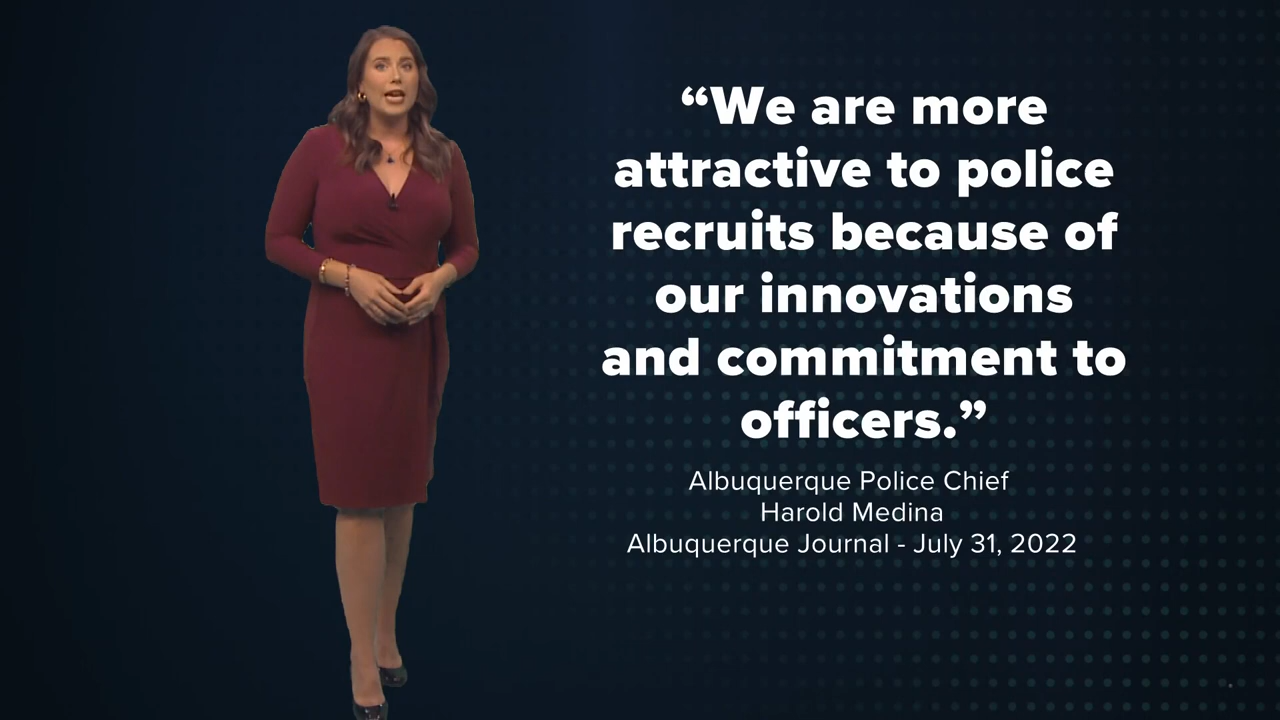 “We are more
attractive to police
recruits because of
our innovations
and commitment to
officers.”
Albuquerque Police Chief
Harold Medina
Albuquerque Journal - July 31, 2022